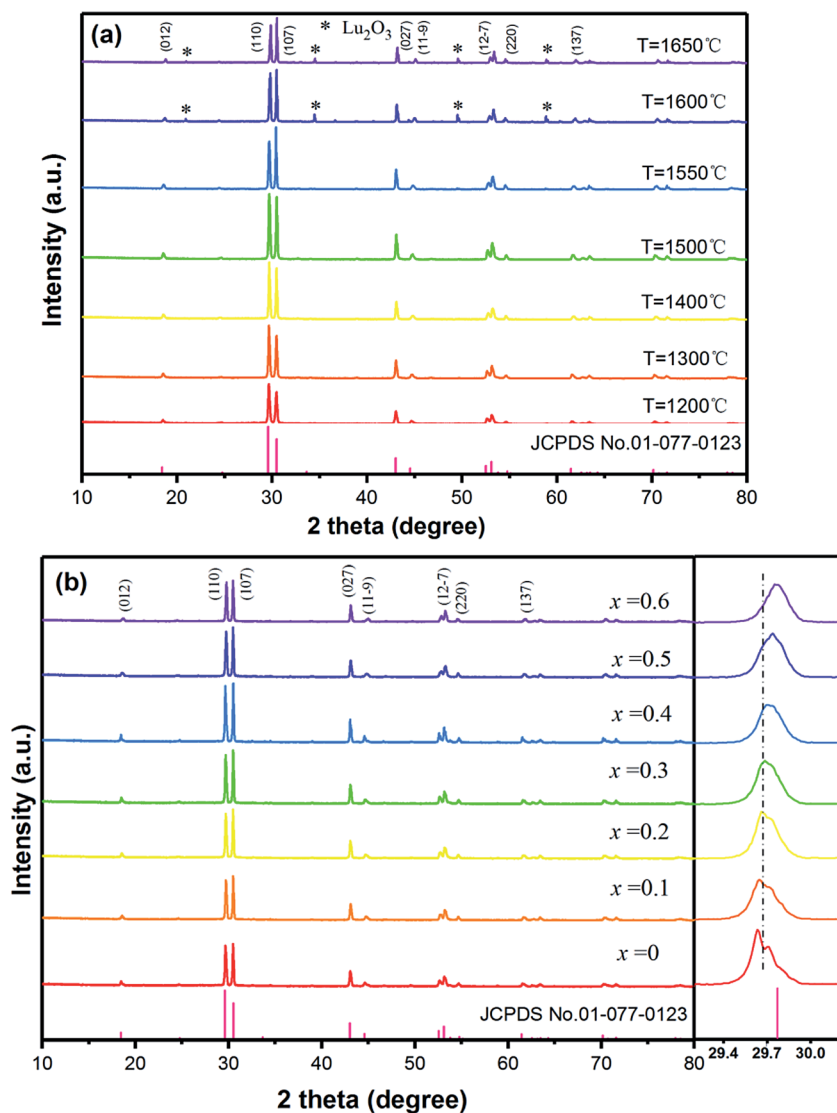 (a)
* Lu₂O₃
(012) * (110) (107) * (027) (11-9) * (12-7) (220) * (137)
T=1650℃
* * * *
T=1600℃
T=1550℃
T=1500℃
T=1400℃
T=1300℃
T=1200℃
JCPDS No.01-077-0123
Intensity (a.u.)
10 20 30 40 50 60 70 80
2 theta (degree)
(b)
(012) (110) (107) (027) (11-9) (12-7) (220) (137)
x =0.6
x =0.5
x =0.4
x =0.3
x =0.2
x =0.1
x =0
JCPDS No.01-077-0123
Intensity (a.u.)
10 20 30 40 50 60 70 80 29.4 29.7 30.0
2 theta (degree)